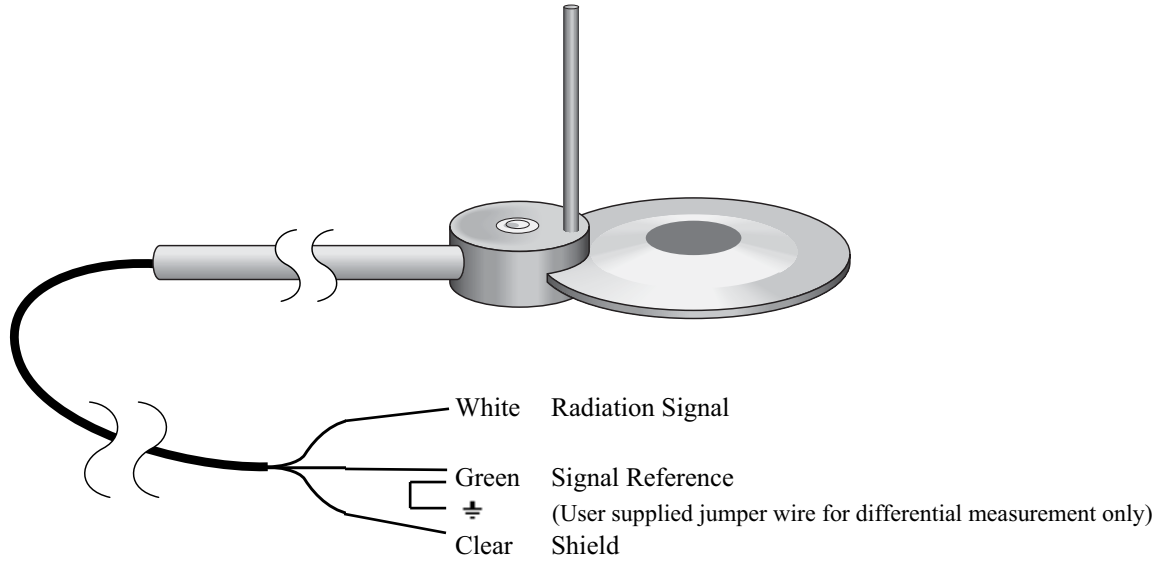 White Radiation Signal
Green Signal Reference
(User supplied jumper wire for differential measurement only)
Clear Shield